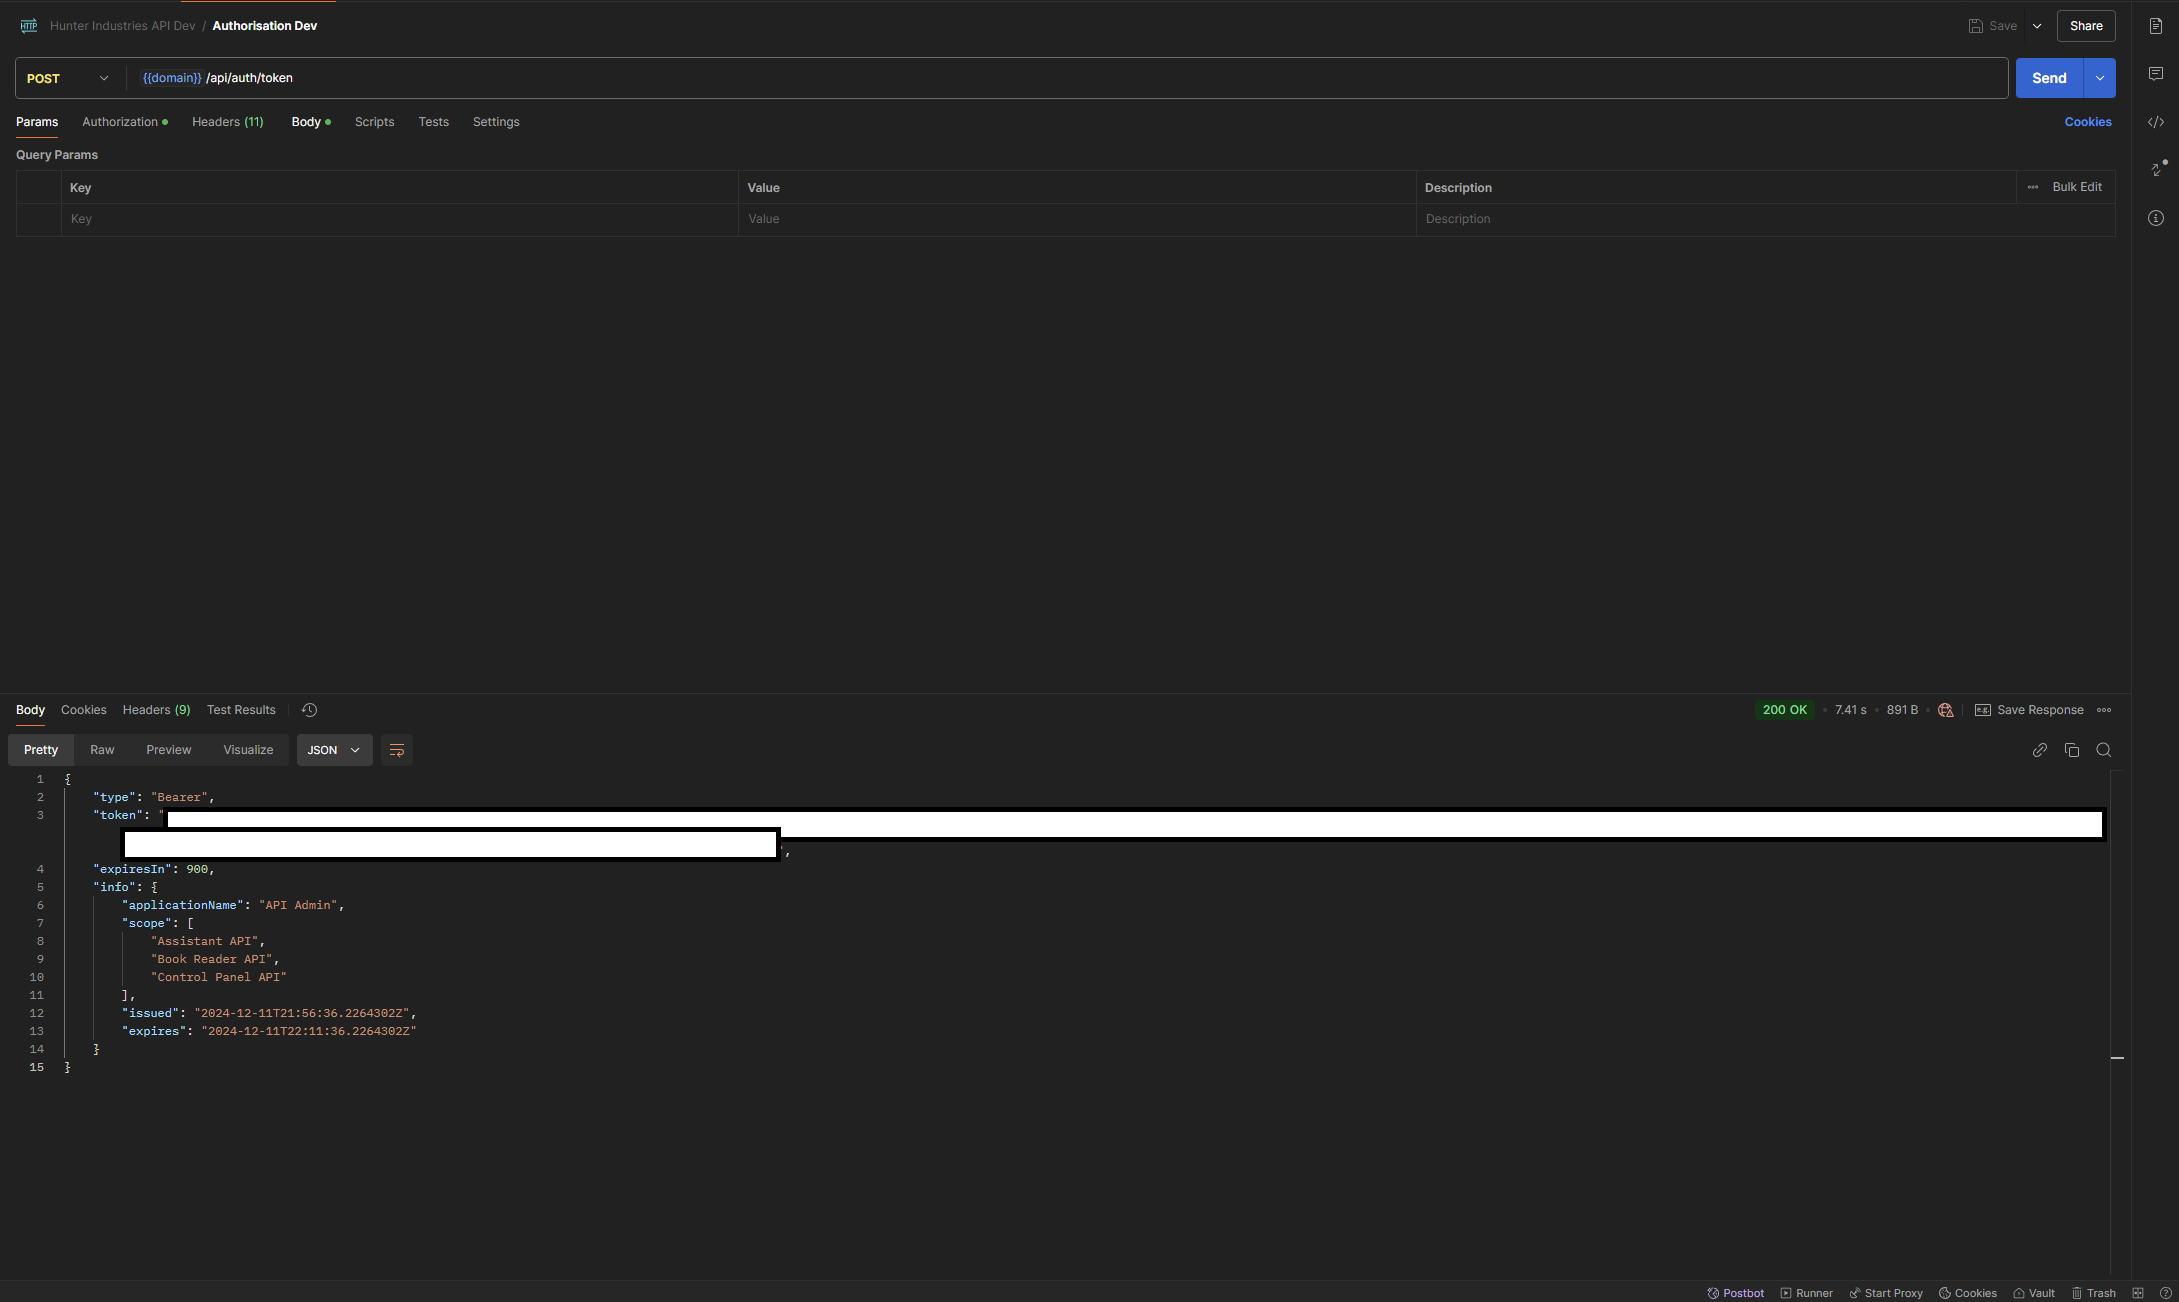 HTTP Hunter Industries API Dev / Authorisation Dev Save Share
POST {{domain}} /api/auth/token Send
Params Authorization Headers (11) Body Scripts Tests Settings Cookies
Query Params
Key Value Description Bulk Edit
Key Value Description
Body Cookies Headers (9) Test Results 200 OK 7.41 s 891 B e.g. Save Response
Pretty Raw Preview Visualize JSON
1 {
2 "type": "Bearer",
3 "token": "
",
4 "expiresIn": 900,
5 "info": {
6 "applicationName": "API Admin",
7 "scope": [
8 "Assistant API",
9 "Book Reader API",
10 "Control Panel API"
11 ],
12 "issued": "2024-12-11T21:56:36.2264302Z",
13 "expires": "2024-12-11T22:11:36.2264302Z"
14 }
15 }
Postbot Runner Start Proxy Cookies Vault Trash